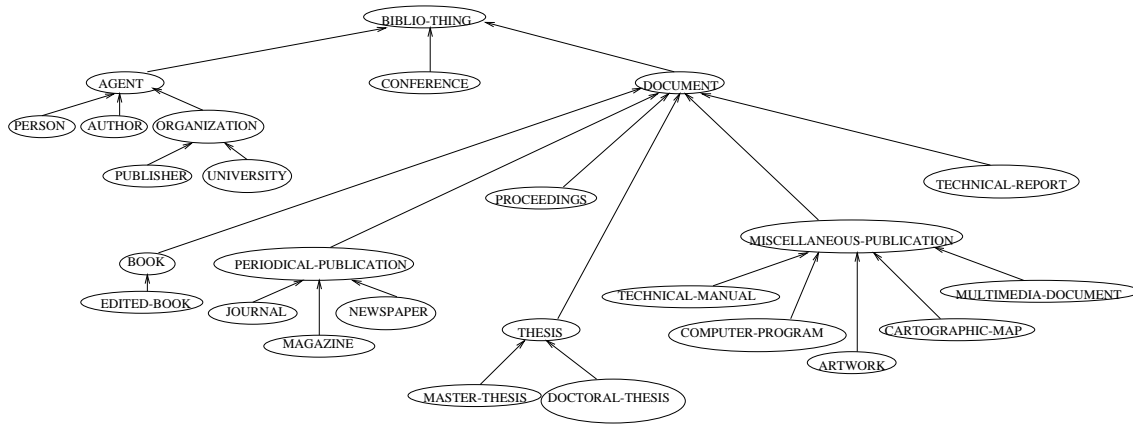 BIBLIO-THING
AGENT
CONFERENCE
DOCUMENT
PERSON
AUTHOR
ORGANIZATION
PUBLISHER
UNIVERSITY
TECHNICAL-REPORT
PROCEEDINGS
MISCELLANEOUS-PUBLICATION
BOOK
PERIODICAL-PUBLICATION
EDITED-BOOK
JOURNAL
NEWSPAPER
MAGAZINE
THESIS
TECHNICAL-MANUAL
MULTIMEDIA-DOCUMENT
COMPUTER-PROGRAM
CARTOGRAPHIC-MAP
ARTWORK
MASTER-THESIS
DOCTORAL-THESIS